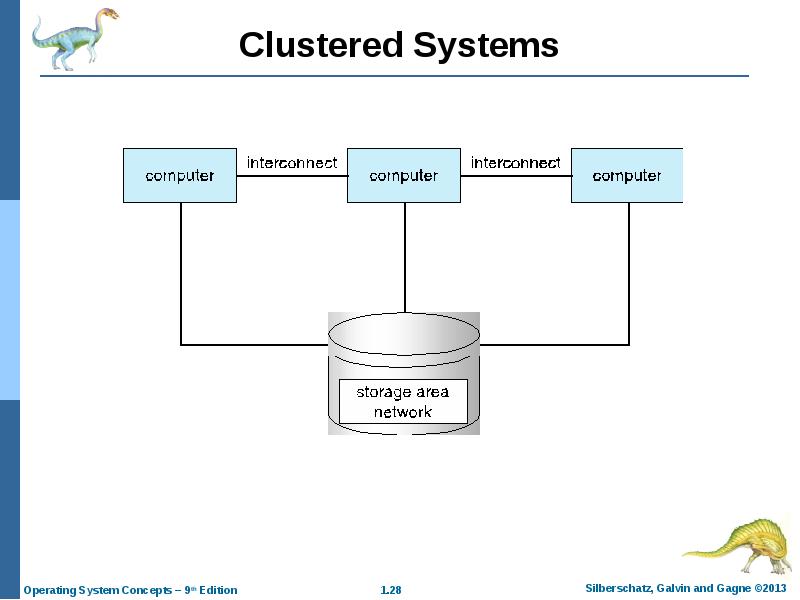 Clustered Systems
interconnect interconnect
computer computer computer
storage area
network
Operating System Concepts – 9th Edition 1.28 Silberschatz, Galvin and Gagne ©2013